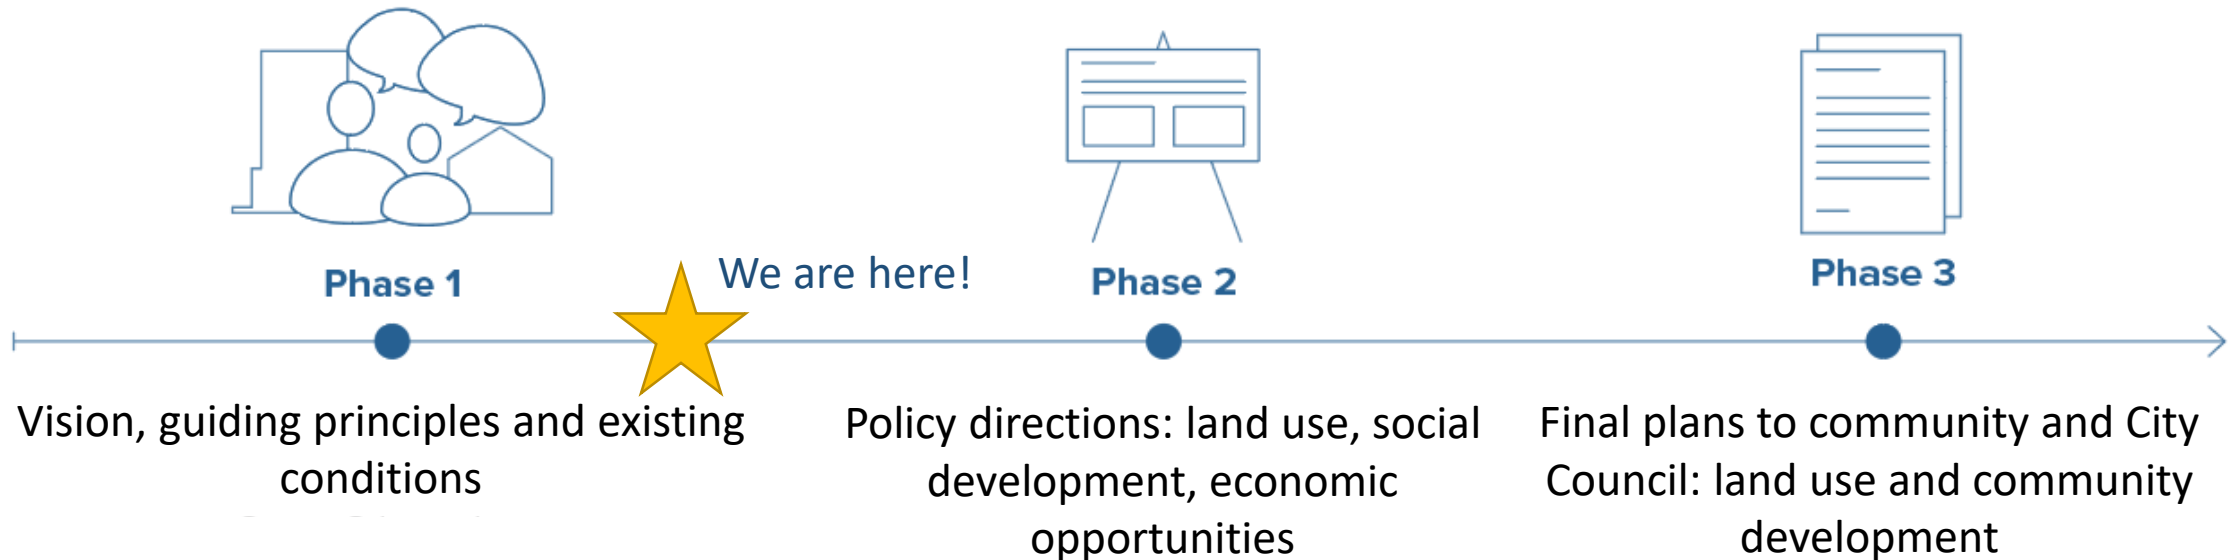 We are here!
Phase 1
Phase 2
Phase 3
Vision, guiding principles and existing
conditions
Policy directions: land use, social
development, economic
opportunities
Final plans to community and City
Council: land use and community
development